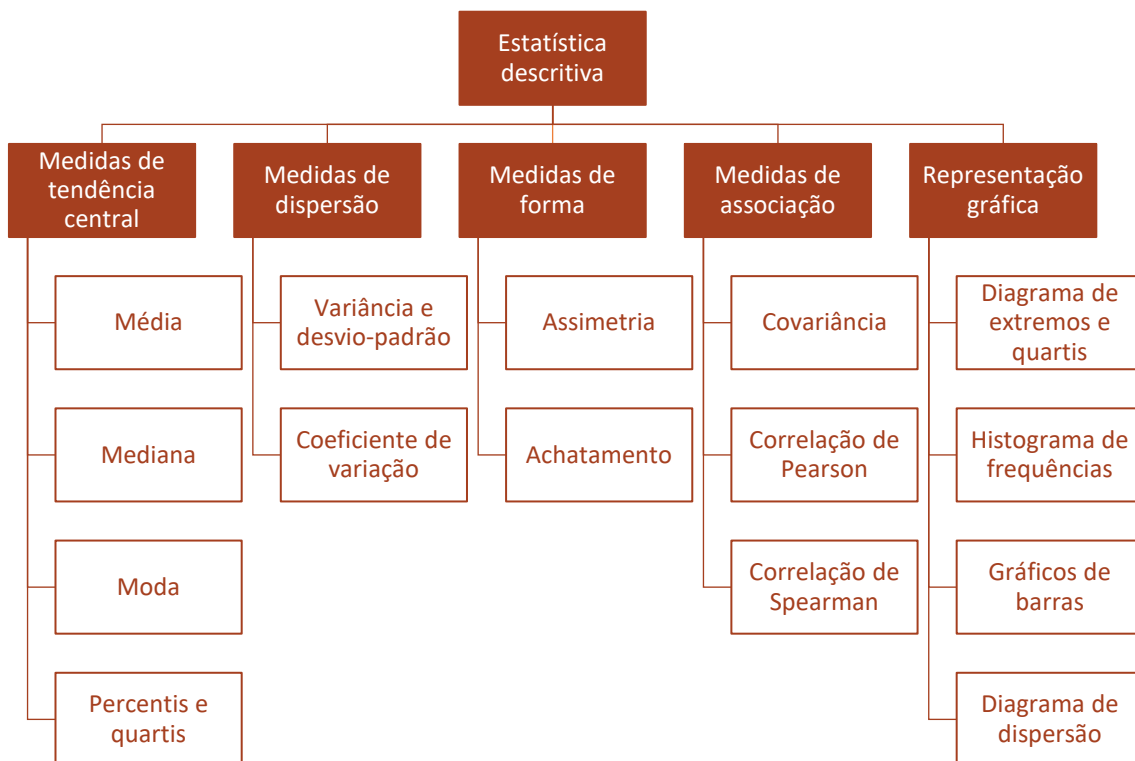 Estatística
descritiva
Medidas de
tendência
central
Média
Mediana
Moda
Percentis e
quartis
Medidas de
dispersão
Variância e
desvio-padrão
Coeficiente de
variação
Medidas de
forma
Assimetria
Achatamento
Medidas de
associação
Covariância
Correlação de
Pearson
Correlação de
Spearman
Representação
gráfica
Diagrama de
extremos e
quartis
Histograma de
frequências
Gráficos de
barras
Diagrama de
dispersão